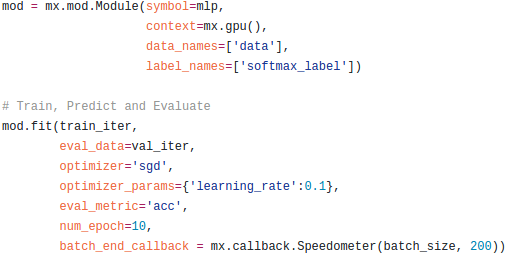 mod = mx.mod.Module(symbol=mlp,
                    context=mx.gpu(),
                    data_names=['data'],
                    label_names=['softmax_label'])

# Train, Predict and Evaluate
mod.fit(train_iter,
        eval_data=val_iter,
        optimizer='sgd',
        optimizer_params={'learning_rate':0.1},
        eval_metric='acc',
        num_epoch=10,
        batch_end_callback = mx.callback.Speedometer(batch_size, 200))